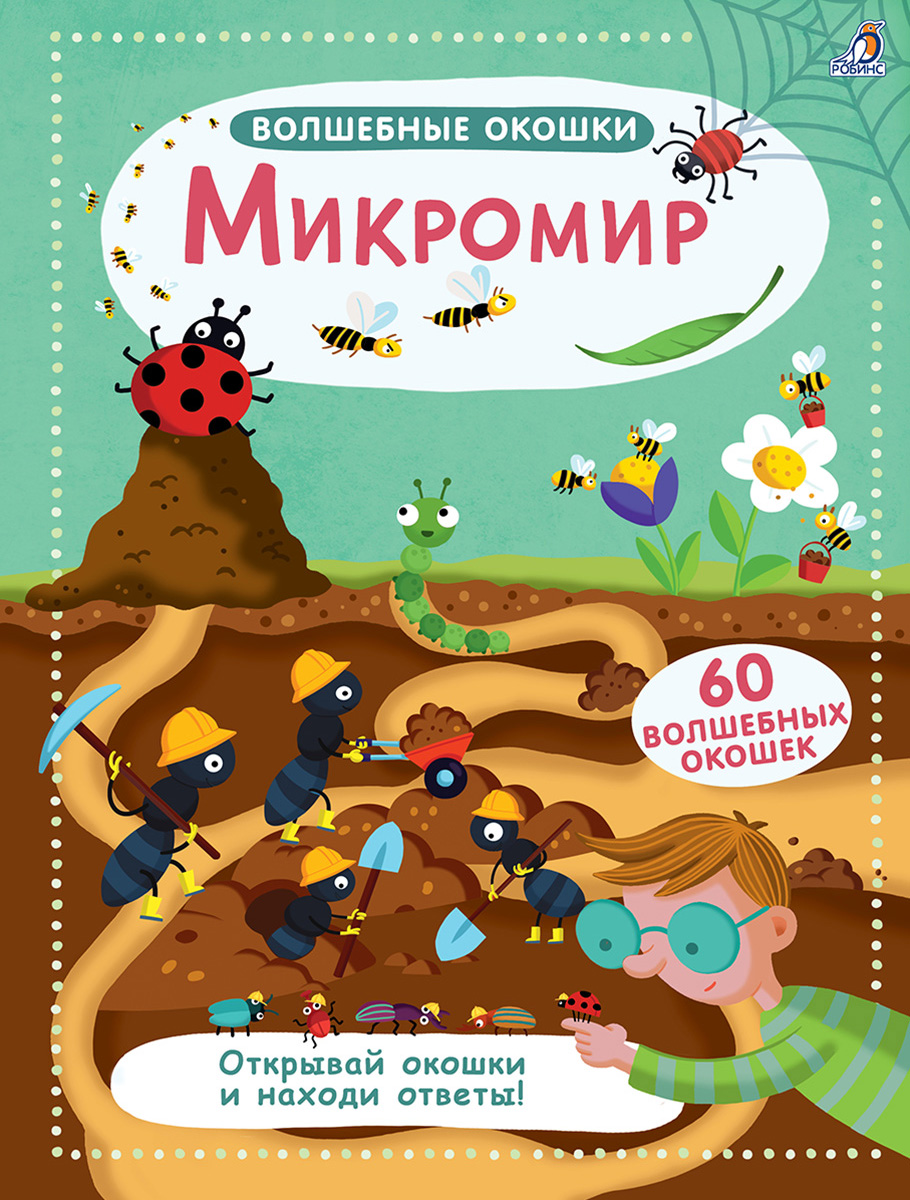 РОБИНС
ВОЛШЕБНЫЕ ОКОШКИ
Микромир
60
ВОЛШЕБНЫХ
ОКОШЕК
Открывай окошки
и находи ответы!